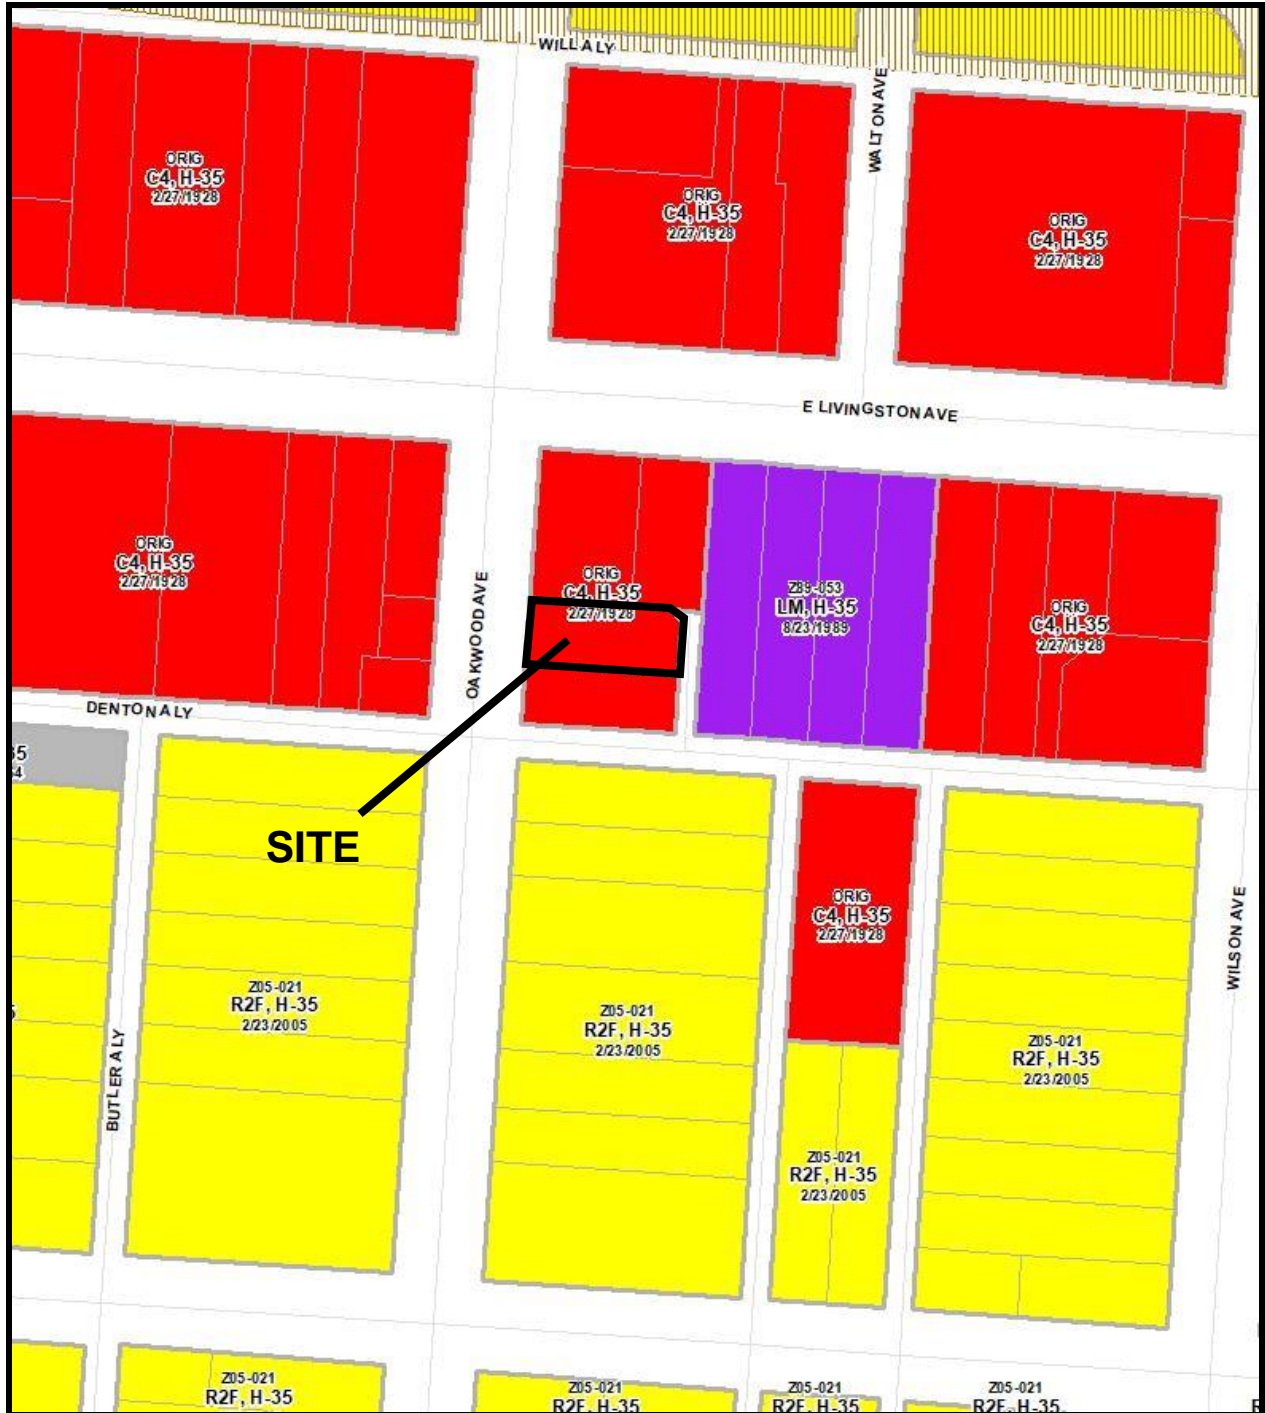 WILLALY
WALTON AVE
ORIG
C4, H-35
2/27/1928
ORIG
C4, H-35
2/27/1928
ORIG
C4, H-35
2/27/1928
E LIVINGSTON AVE
ORIG
C4, H-35
2/27/1928
OAKWOOD AVE
ORIG
C4, H-35
2/27/1928
Z89-053
LM, H-35
8/23/1989
ORIG
C4, H-35
2/27/1928
DENTON ALY
35
4
SITE
ORIG
C4, H-35
2/27/1928
WILSON AVE
Z05-021
R2F, H-35
2/23/2005
Z05-021
R2F, H-35
2/23/2005
Z05-021
R2F, H-35
2/23/2005
BUTLER ALY
Z05-021
R2F, H-35
2/23/2005
Z05-021
R2F, H-35
Z05-021
R2F, H-35
Z05-021
R2F, H-35
Z05-021
R2F, H-35